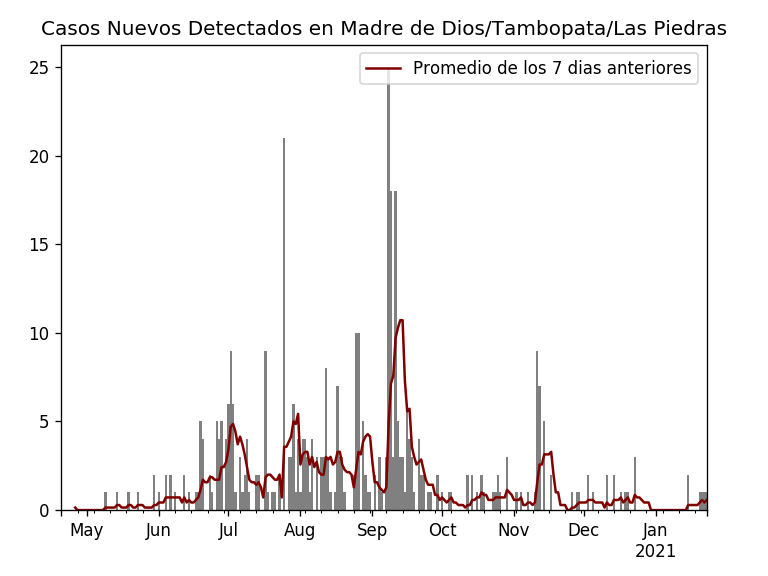 Casos Nuevos Detectados en Madre de Dios/Tambopata/Las Piedras
Promedio de los 7 dias anteriores
25
20
15
10
5
0
May Jun Jul Aug Sep Oct Nov Dec Jan
2021